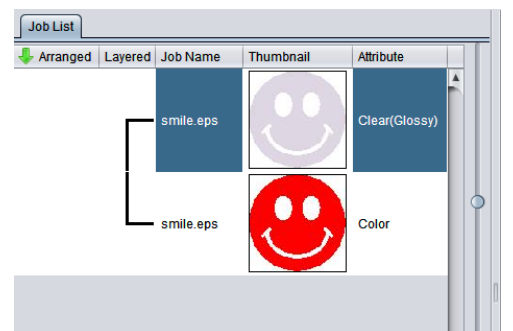 Job List
Arranged Layered Job Name Thumbnail Attribute
smile.eps Clear(Glossy)
smile.eps Color